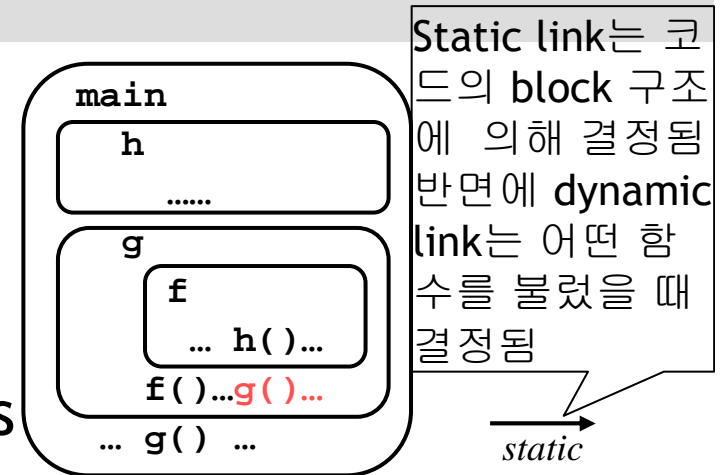 main
h
……
g
f
… h()…
f()…g()…
… g() …
s
Static link는 코
드의 block 구조
에 의해 결정됨
반면에 dynamic
link는 어떤 함
수를 불렀을 때
결정됨
static